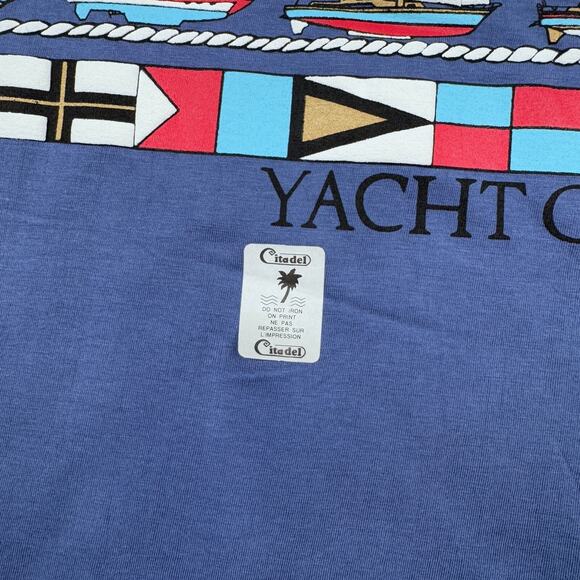 YACHT C
Citadel
DO NOT IRON
ON PRINT
NE PAS
REPASSER SUR
L'IMPRESSION
Citadel